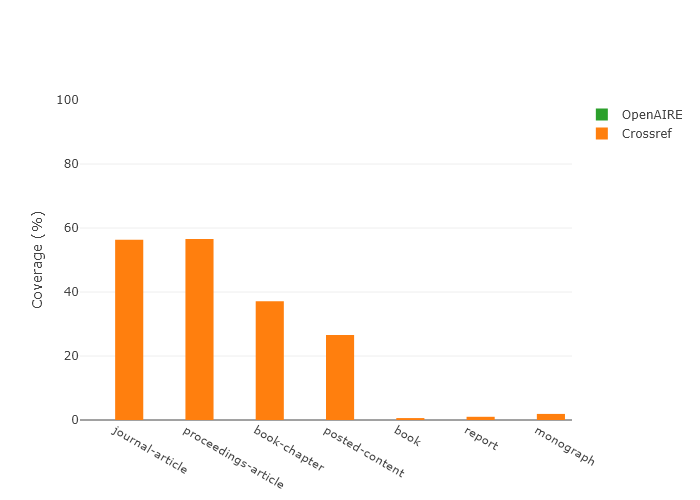 100
80
60
40
20
0
Coverage (%)
journal-article
proceedings-article
book-chapter
posted-content
book
report
monograph
OpenAIRE
Crossref